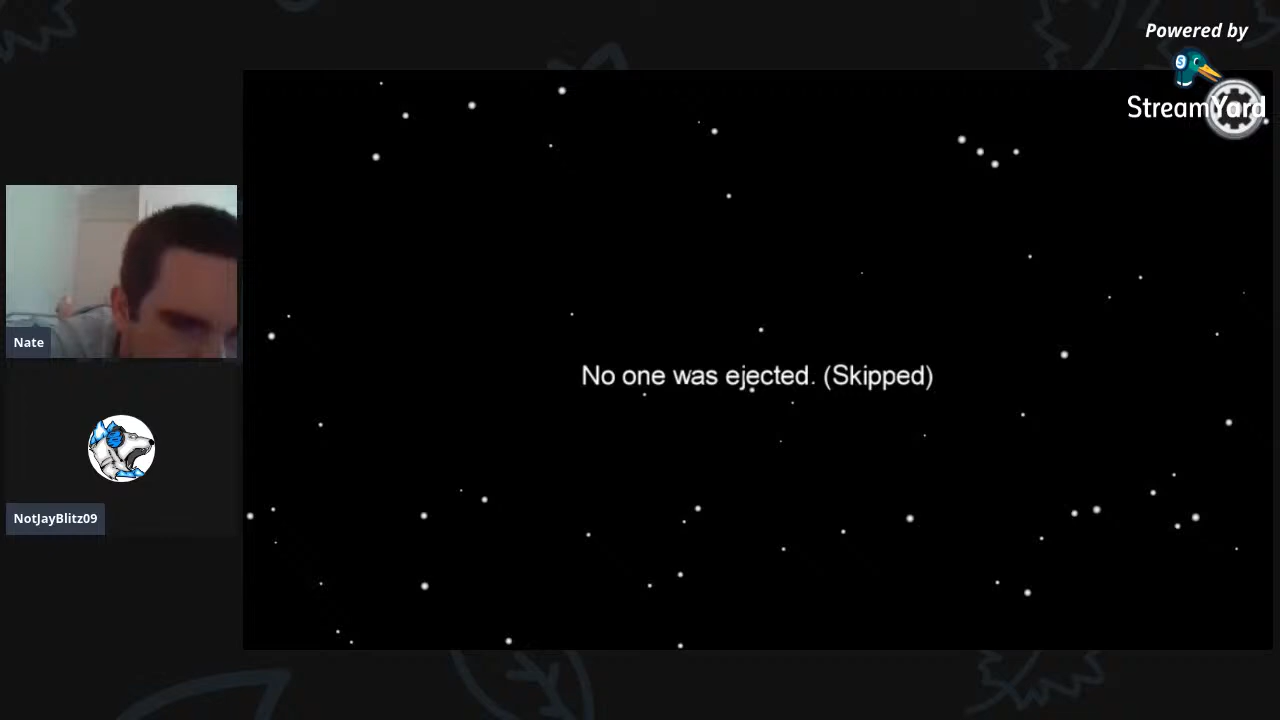 Powered by
StreamYard
Nate
No one was ejected. (Skipped)
NotJayBlitz09